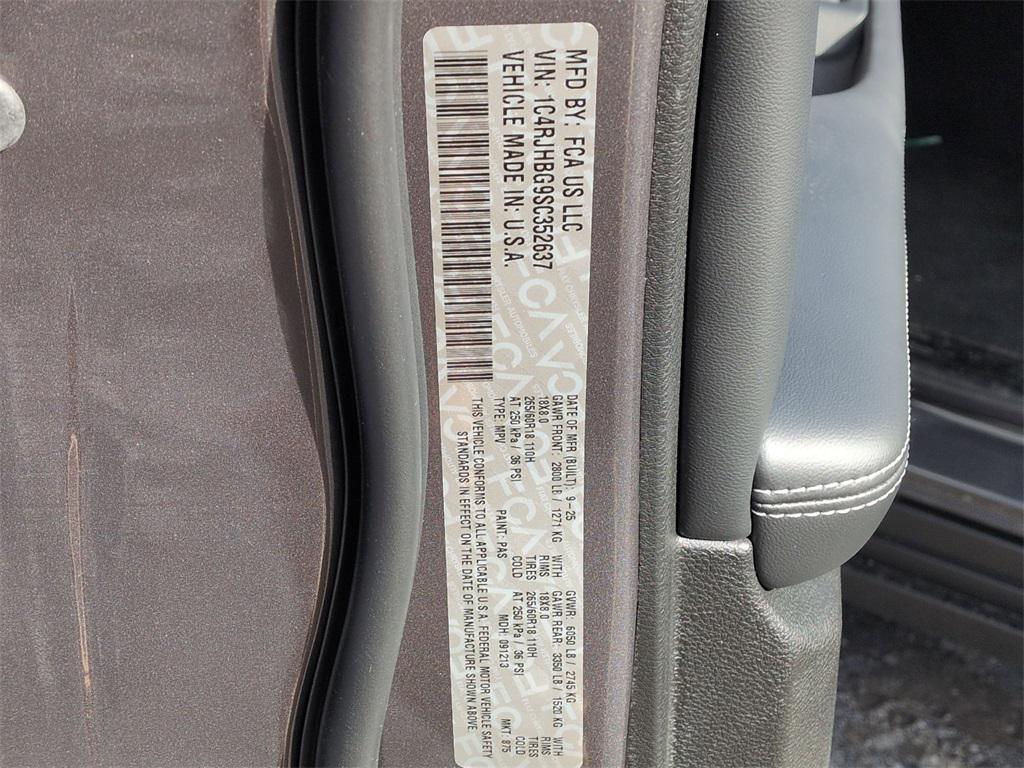 MFD BY: FCA US LLC
VIN: 1C4RJHBG9SC352637
VEHICLE MADE IN: U.S.A.
DATE OF MFR (BUILT): 9-25 GVWR: 6050 LB / 2745 KG
GAWR FRONT: 2800 LB / 1271 KG WITH GAWR REAR: 3350 LB / 1520 KG WITH
18X8.0 RIMS 18X8.0 RIMS
265/60R18 110H TIRES 265/60R18 110H TIRES
AT 250 kPa / 36 PSI COLD AT 250 kPa / 36 PSI COLD
TYPE: MPV PAINT: PAS MDH: 091213 MKT: 875
THIS VEHICLE CONFORMS TO ALL APPLICABLE U.S.A. FEDERAL MOTOR VEHICLE SAFETY
STANDARDS IN EFFECT ON THE DATE OF MANUFACTURE SHOWN ABOVE.